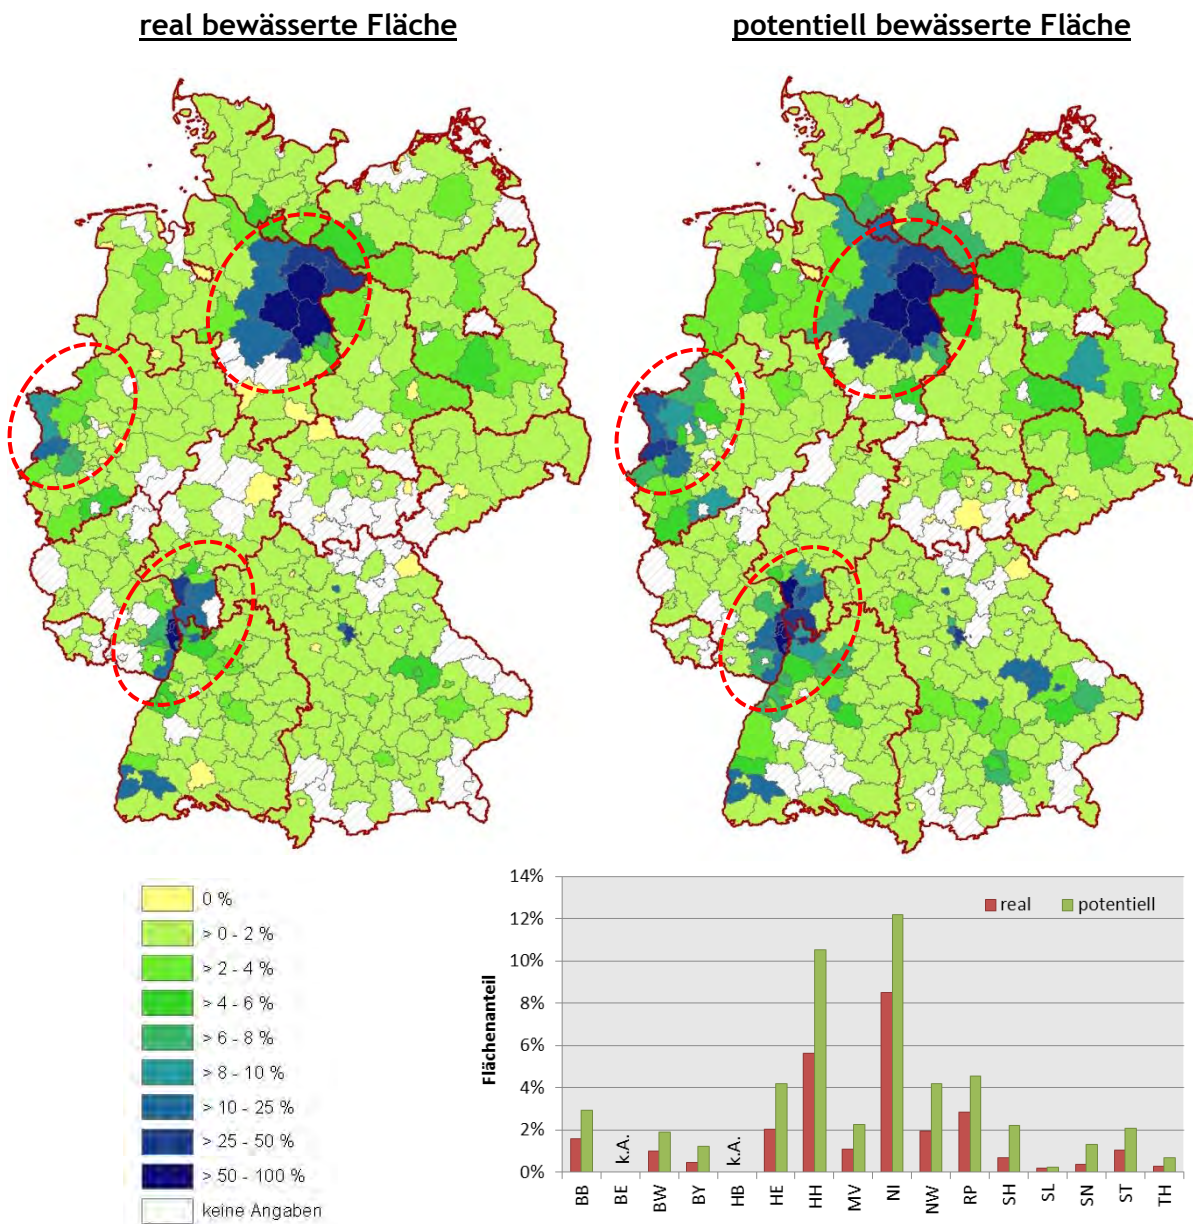 real bewässerte Fläche
potentiell bewässerte Fläche
0 %
> 0 - 2 %
> 2 - 4 %
> 4 - 6 %
> 6 - 8 %
> 8 - 10 %
> 10 - 25 %
> 25 - 50 %
> 50 - 100 %
keine Angaben
Flächenanteil
14%
12%
10%
8%
6%
4%
2%
0%
real
potentiell
k.A.
k.A.
BB
BE
BW
BY
HB
HE
HH
MV
NI
NW
RP
SH
SL
SN
ST
TH